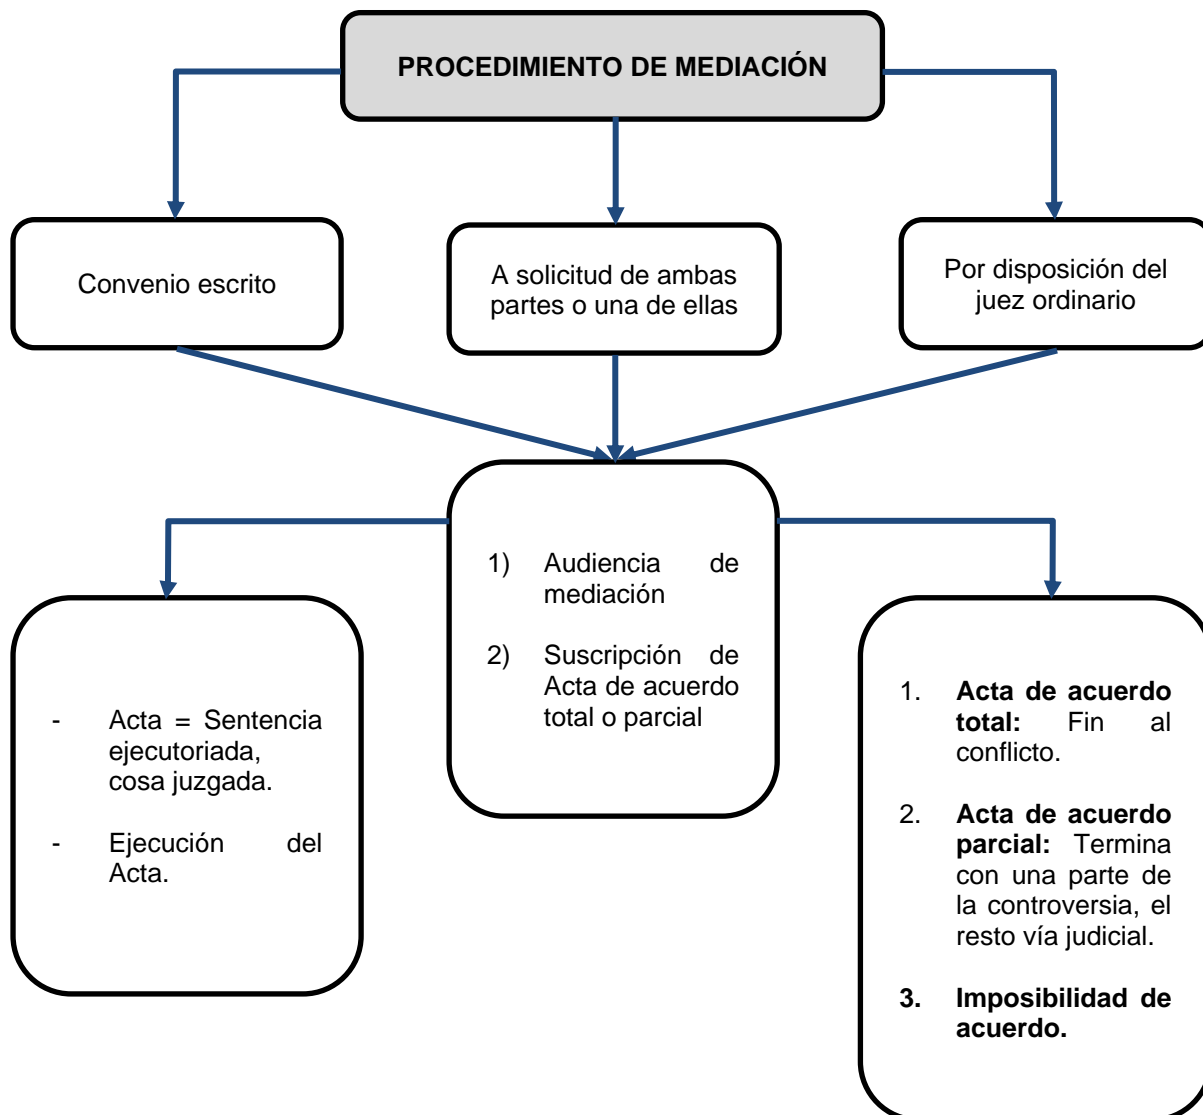 PROCEDIMIENTO DE MEDIACIÓN
Convenio escrito
A solicitud de ambas
partes o una de ellas
Por disposición del
juez ordinario
1) Audiencia de
mediación
2) Suscripción de
Acta de acuerdo
total o parcial
- Acta = Sentencia
ejecutoriada,
cosa juzgada.
- Ejecución del
Acta.
1. Acta de acuerdo
total: Fin al
conflicto.
2. Acta de acuerdo
parcial: Termina
con una parte de
la controversia, el
resto vía judicial.
3. Imposibilidad de
acuerdo.